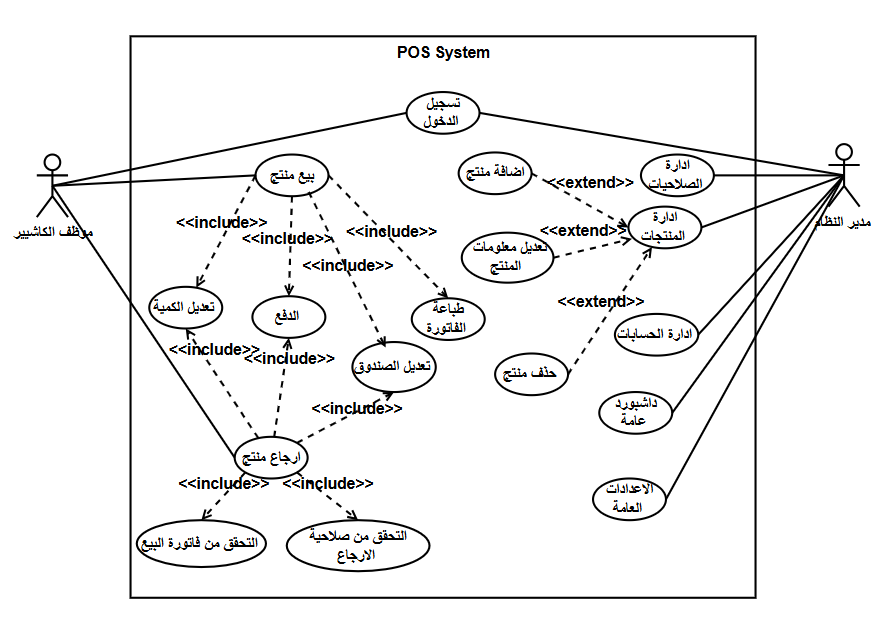 POS System
تسجيل
الدخول
بيع منتج
اضافة منتج
<<extend>>
ادارة
الصلاحيات
موظف الكاشيير
مدير النظام
<<include>>
<<include>>
<<include>>
<<include>>
<<extend>>
ادارة
المنتجات
تعديل معلومات
المنتج
<<extend>>
تعديل الكمية
الدفع
طباعة
الفاتورة
ادارة الحسابات
<<include>>
<<include>>
تعديل الصندوق
حذف منتج
<<include>>
داشبورد
عامة
ارجاع منتج
<<include>>
<<include>>
الاعدادات
العامة
التحقق من فاتورة البيع
التحقق من صلاحية
الارجاع